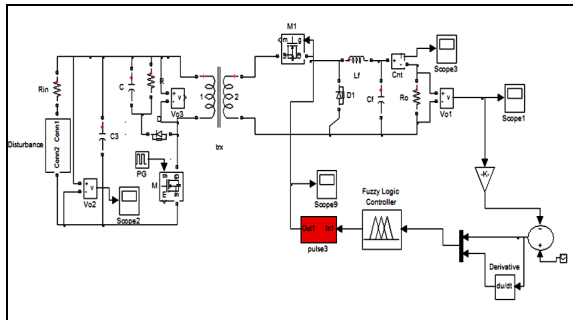 M1
m
g
D
S
Lf
Cnt
Scope3
Rin
C
R
Vo3
1
2
D1
Cf
Ro
Vo1
Scope1
Disturbance
Conn1
Conn2
C3
D
trx
PG
M
Vo2
Scope2
Scope9
Fuzzy Logic
Controller
-K-
Out1
In1
pulse3
Derivative
du/dt